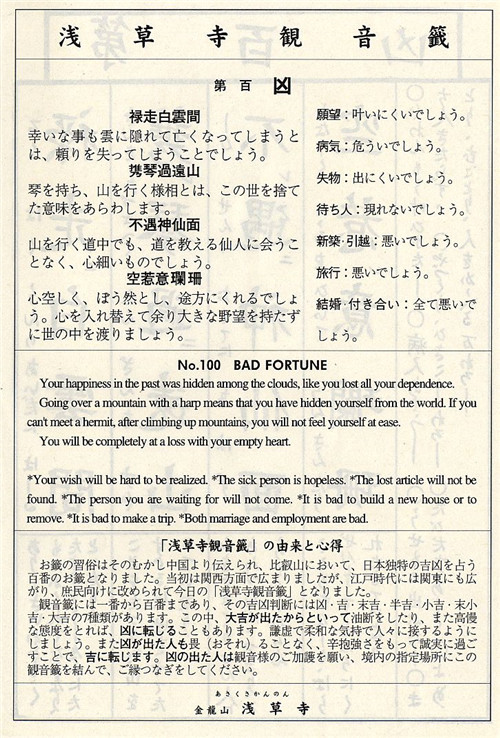 浅草寺観音籤
第百 凶
禄走白雲間
幸いな事も雲に隠れて亡くなってしまうと
は、頼りを失ってしまうことでしょう。
㩗琴過遠山
琴を持ち、山を行く様相とは、この世を捨て
た意味をあらわします。
不遇神仙面
山を行く道中でも、道を教える仙人に会うこ
となく、心細いものでしょう。
空惹意瓓珊
心空しく、ぼう然とし、途方にくれるでしょ
う。心を入れ替えて余り大きな野望を持たず
に世の中を渡りましょう。
願望：叶いにくいでしょう。
病気：危ういでしょう。
失物：出にくいでしょう。
待ち人：現れないでしょう。
新築・引越：悪いでしょう。
旅行：悪いでしょう。
結婚・付き合い：全て悪いで
しょう。
No.100 BAD FORTUNE
Your happiness in the past was hidden among the clouds, like you lost all your dependence.
Going over a mountain with a harp means that you have hidden yourself from the world. If you
can't meet a hermit, after climbing up mountains, you will not feel yourself at ease.
You will be completely at a loss with your empty heart.
*Your wish will be hard to be realized. *The sick person is hopeless. *The lost article will not be
found. *The person you are waiting for will not come. *It is bad to build a new house or to
remove. *It is bad to make a trip. *Both marriage and employment are bad.
「浅草寺観音籤」の由来と心得
お籤の習俗はそのむかし中国より伝えられ、比叡山において、日本独特の吉凶を占う
百番のお籤となりました。当初は関西方面で広まりましたが、江戸時代には関東にも広
がり、庶民向けに改められて今日の「浅草寺観音籤」となりました。
観音籤には一番から百番まであり、その吉凶判断には凶・吉・末吉・半吉・小吉・末小
吉・大吉の7種類があります。この中、大吉が出たからといって油断をしたり、また高慢
な態度をとれば、凶に転じることもあります。謙虚で柔和な気持で人々に接するように
しましょう。また凶が出た人も畏（おそれ）ることなく、辛抱強さをもって誠実に過ご
すことで、吉に転じます。凶の出た人は観音様のご加護を願い、境内の指定場所にこの
観音籤を結んで、ご縁つなぎをしてください。
あさくさかんのん
金龍山 浅草寺